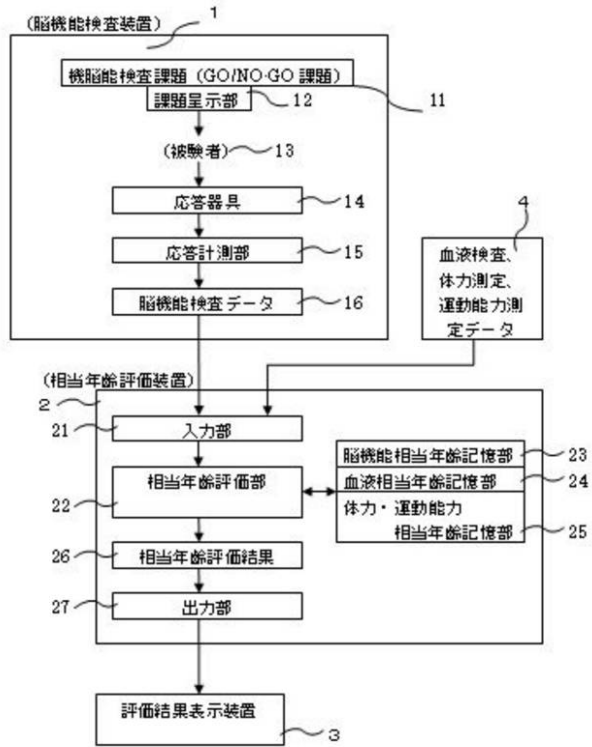 (脳機能検査装置)
1
機脳能検査課題（GO/NO-GO 課題）
11
課題呈示部
12
(被験者)
13
応答器具
14
応答計測部
15
脳機能検査データ
16
4
血液検査、
体力測定、
運動能力測
定データ
(相当年齢評価装置)
2
21
入力部
22
相当年齢評価部
脳機能相当年齢記憶部
23
血液相当年齢記憶部
24
体力・運動能力
相当年齢記憶部
25
26
相当年齢評価結果
27
出力部
評価結果表示装置
3